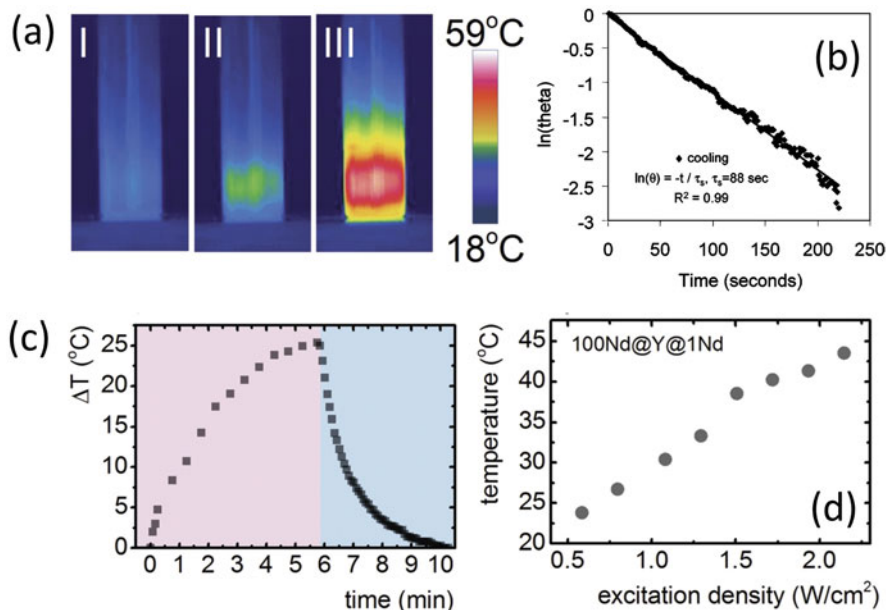 (a)
I
II
III
59°C
18°C
(b)
0
-0.5
-1
-1.5
-2
-2.5
-3
ln(theta)
♦ cooling
ln(θ) = -t / τs, τs=88 sec
R² = 0.99
0 50 100 150 200 250
Time (seconds)
(c)
ΔT (°C)
25
20
15
10
5
0
0 1 2 3 4 5 6 7 8 9 10
time (min)
temperature (°C)
45
40
35
30
25
20
100Nd@Y@1Nd
(d)
0.5 1.0 1.5 2.0
excitation density (W/cm²)